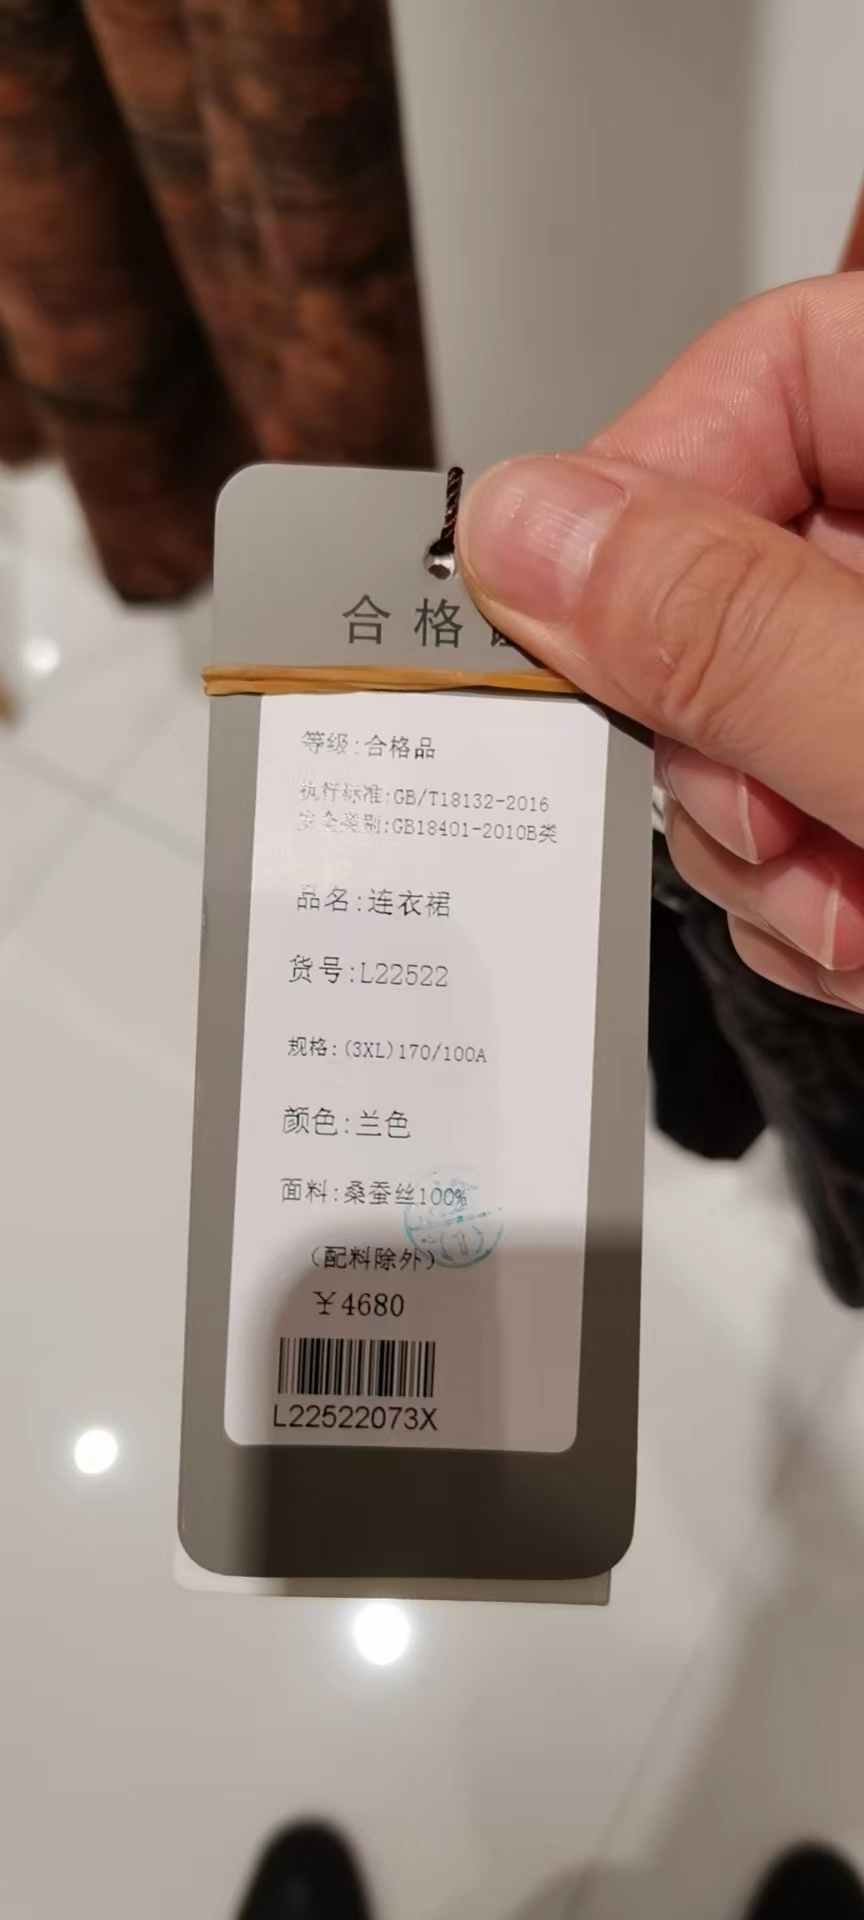 合格
等级:合格品
执行标准:GB/T18132-2016
安全类别:GB18401-2010B类
品名:连衣裙
货号:L22522
规格:(3XL)170/100A
颜色:兰色
面料:桑蚕丝100%
(配料除外)
¥4680
L22522073X